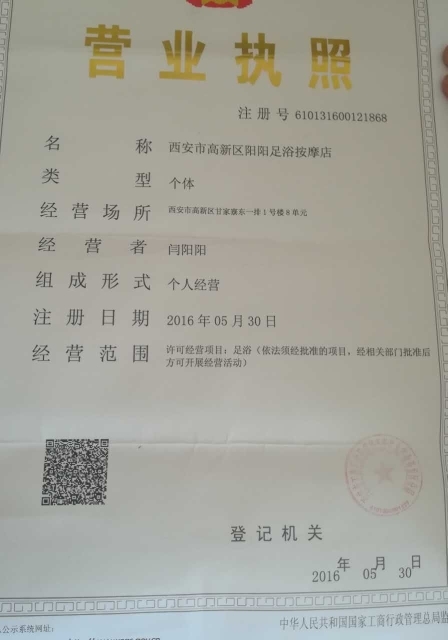 营业执照
注册号 610131600121868
名称 西安市高新区阳阳足浴按摩店
类型 个体
经营场所 西安市高新区甘家寨东一排1号楼8单元
经营者 闫阳阳
组成形式 个人经营
注册日期 2016年05月30日
经营范围 许可经营项目：足浴（依法须经批准的项目，经相关部门批准后
方可开展经营活动）
登记机关
2016年05月30日
公示系统网址：
中华人民共和国国家工商行政管理总局监